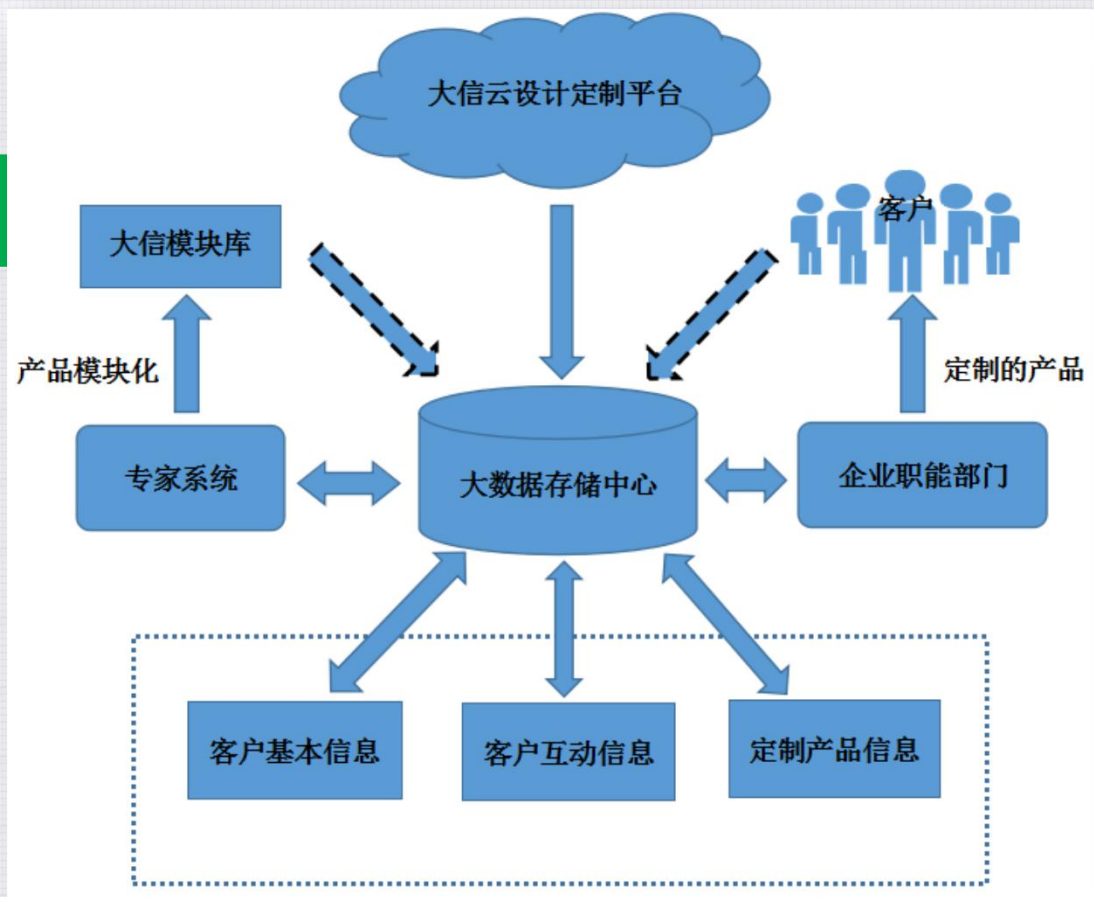 大信云设计定制平台
客户
大信模块库
产品模块化
定制的产品
专家系统
大数据存储中心
企业职能部门
客户基本信息
客户互动信息
定制产品信息